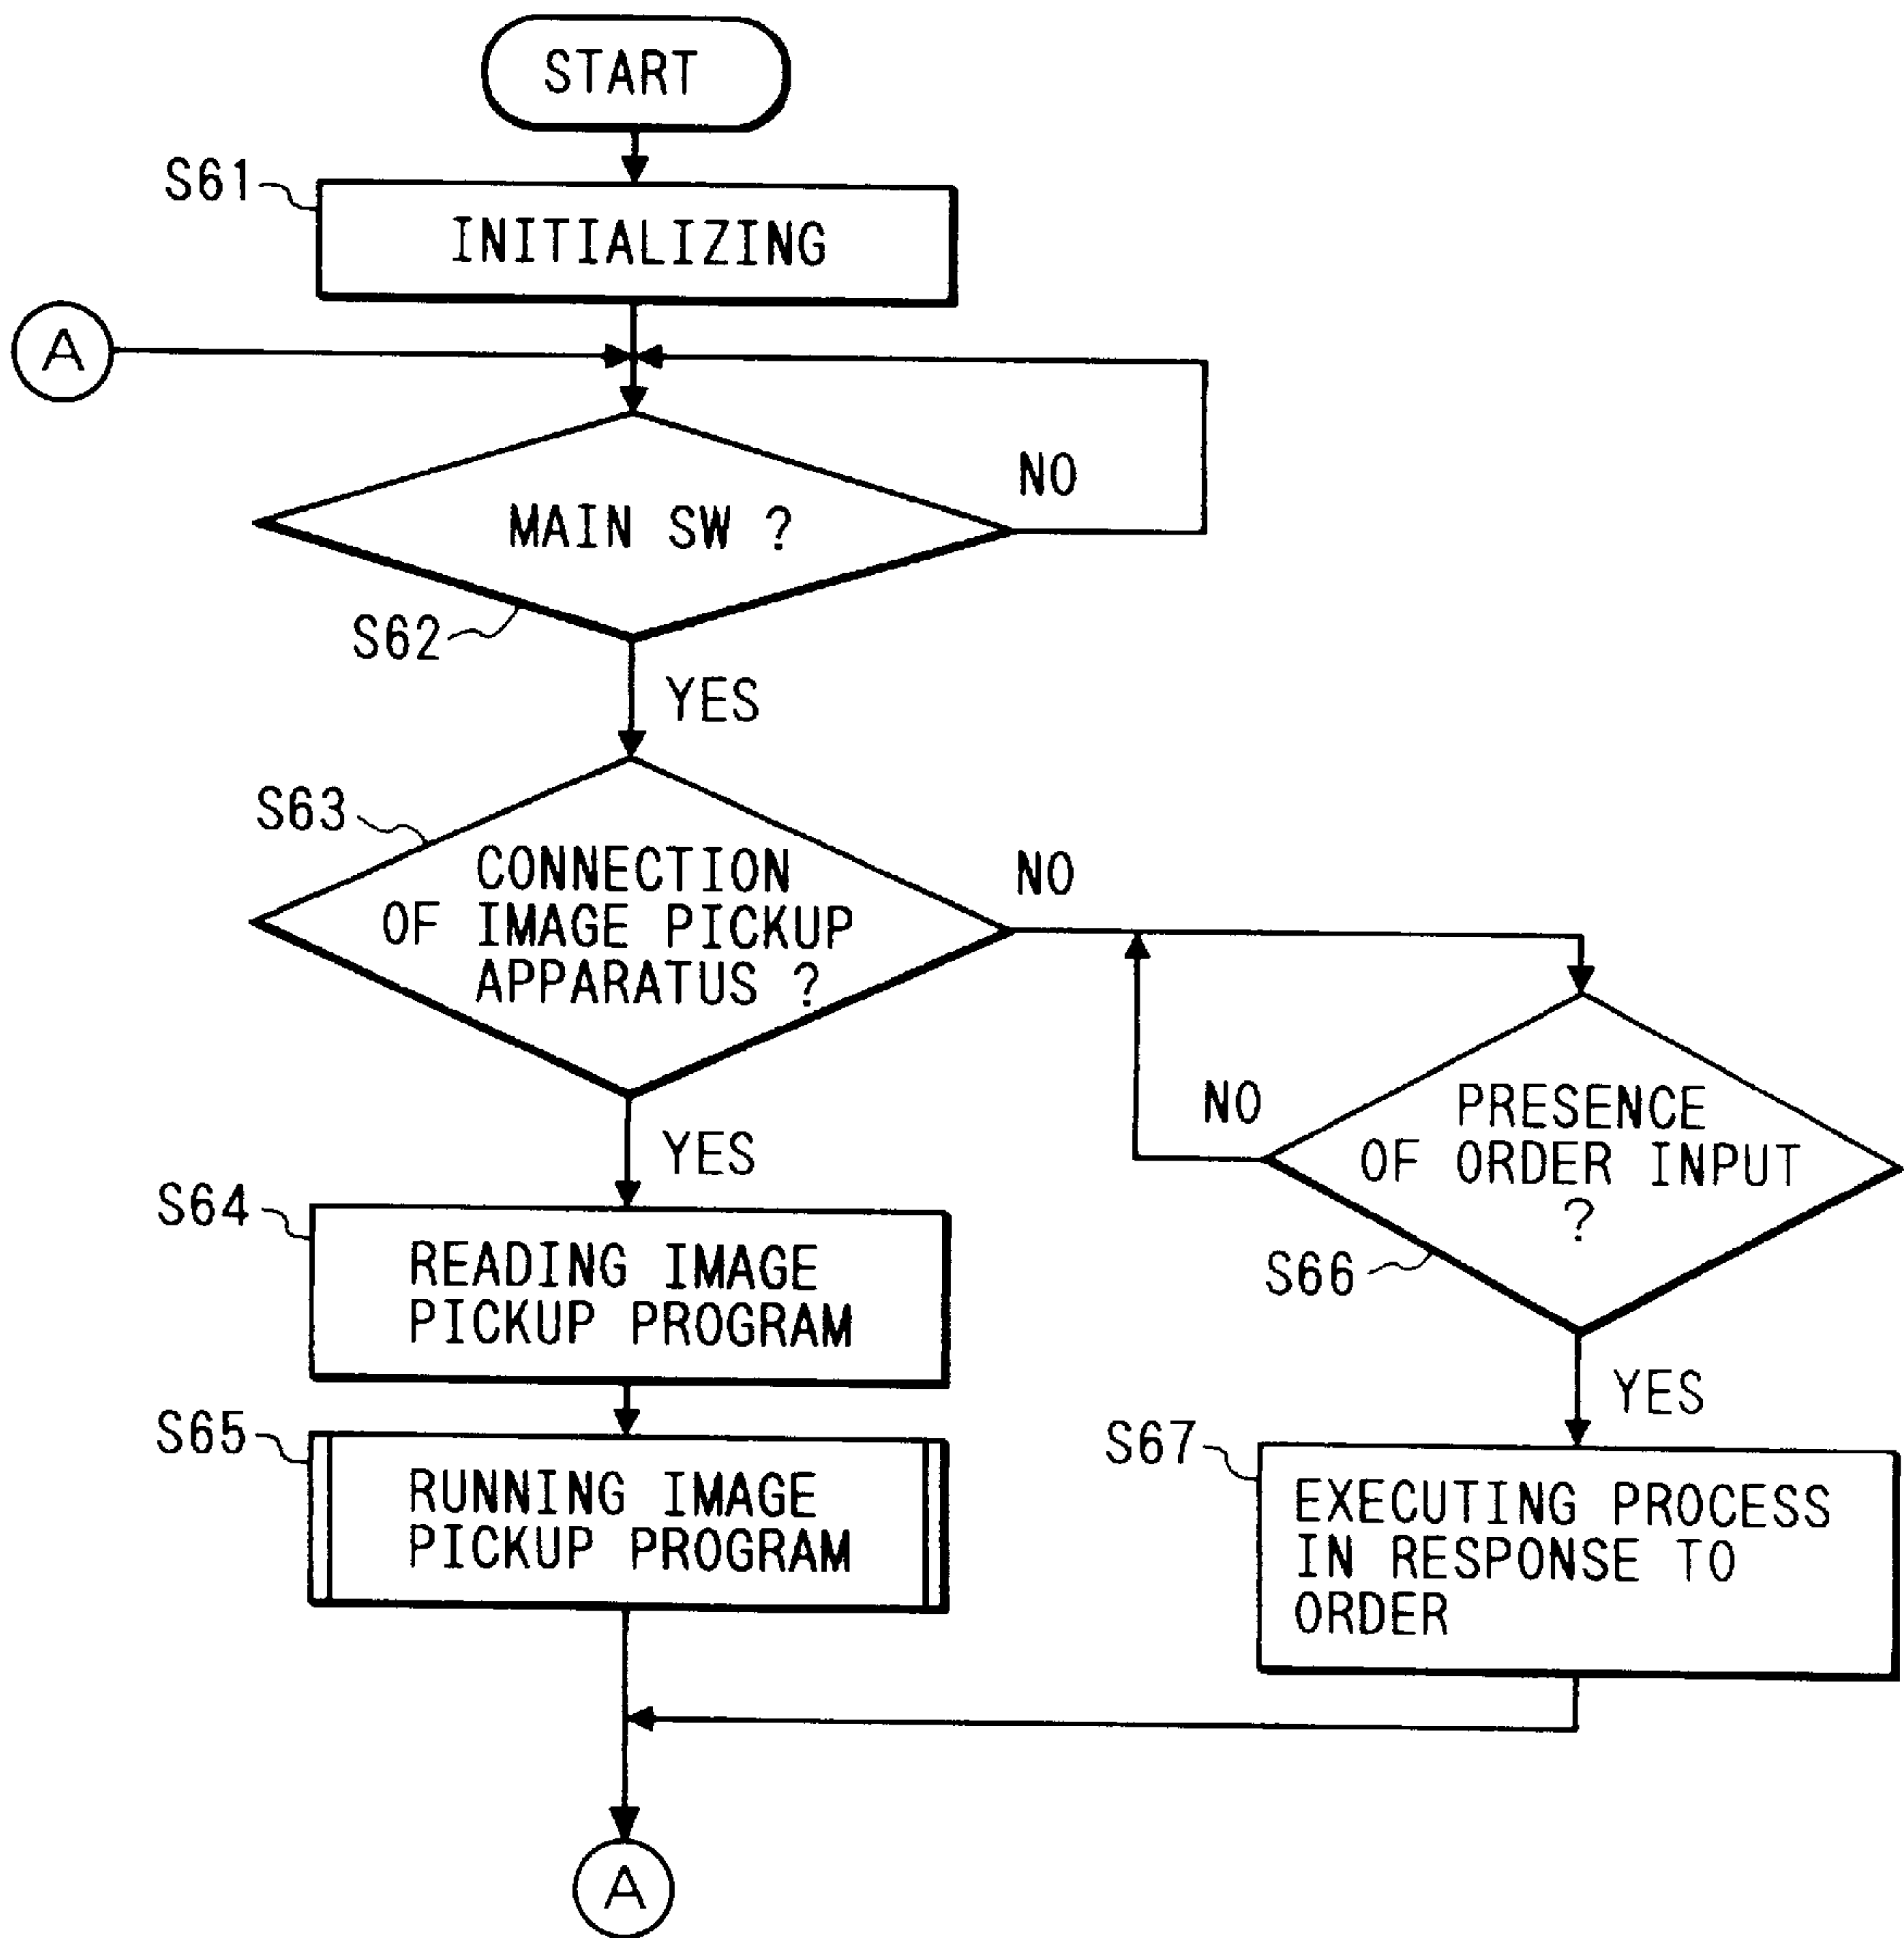 START
S61
INITIALIZING
A
NO
MAIN SW ?
S62
YES
S63
CONNECTION
OF IMAGE PICKUP
APPARATUS ?
NO
NO
PRESENCE
OF ORDER INPUT
?
YES
S64
S66
READING IMAGE
PICKUP PROGRAM
YES
S65
S67
RUNNING IMAGE
PICKUP PROGRAM
EXECUTING PROCESS
IN RESPONSE TO
ORDER
A